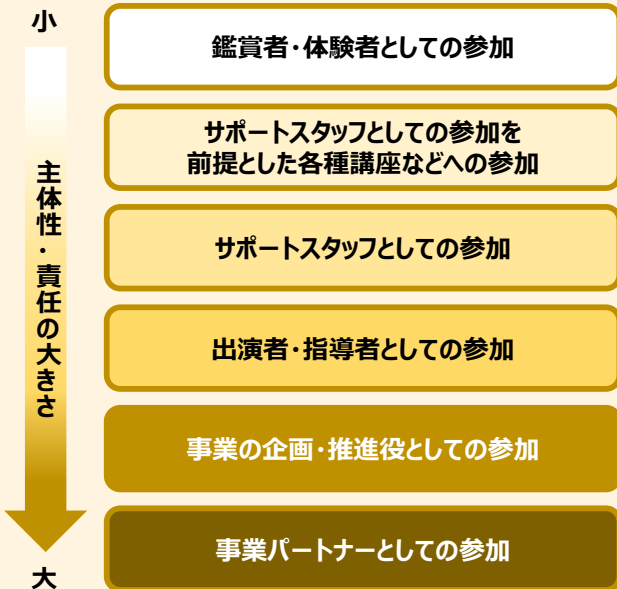 小
主体性・責任の大きさ
大
鑑賞者・体験者としての参加
サポートスタッフとしての参加を
前提とした各種講座などへの参加
サポートスタッフとしての参加
出演者・指導者としての参加
事業の企画・推進役としての参加
事業パートナーとしての参加